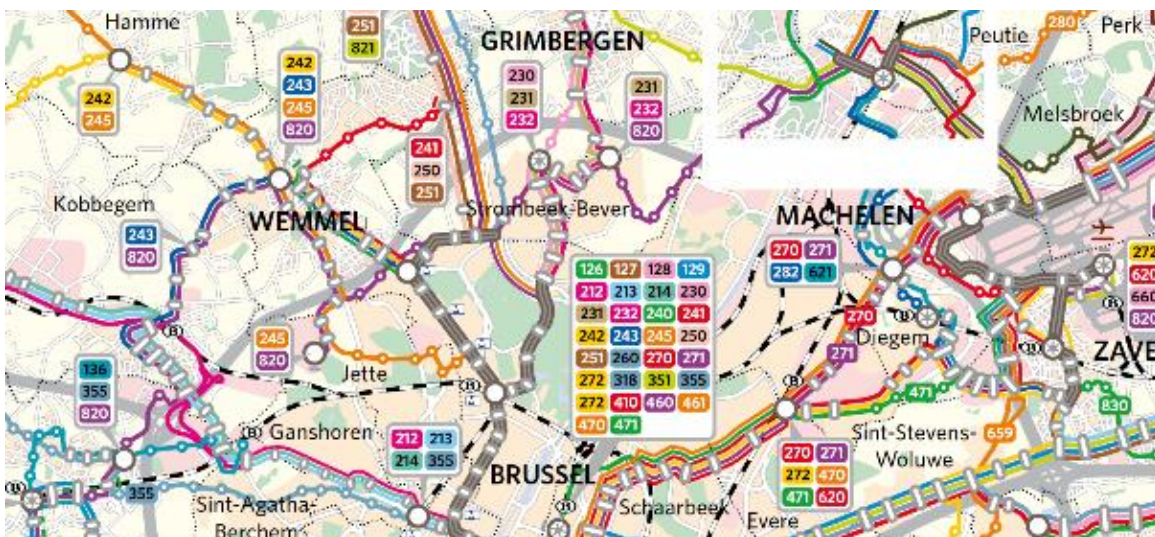 Hamme
242
245
251
821
242
243
245
820
GRIMBERGEN
230
231
232
231
232
820
280
Peutie
Perk
Melsbroek
241
250
251
Kobbegem
243
820
WEMMEL
Strombeek-Bever
MACHELEN
270 271
282 621
126 127 128 129
212 213 214 230
231 232 240 241
242 243 245 250
251 260 270 271
272 318 351 355
272 410 460 461
470 471
272
620
660
820
270
Diegem
271
ZAVE
245
820
Jette
136
355
820
B
B
B
B
B
471
830
Ganshoren
212 213
214 355
BRUSSEL
270 271
272 470
471 620
Sint-Stevens-
Woluwe
659
355
Sint-Agatha-
Berchem
Schaarbeek
Evere